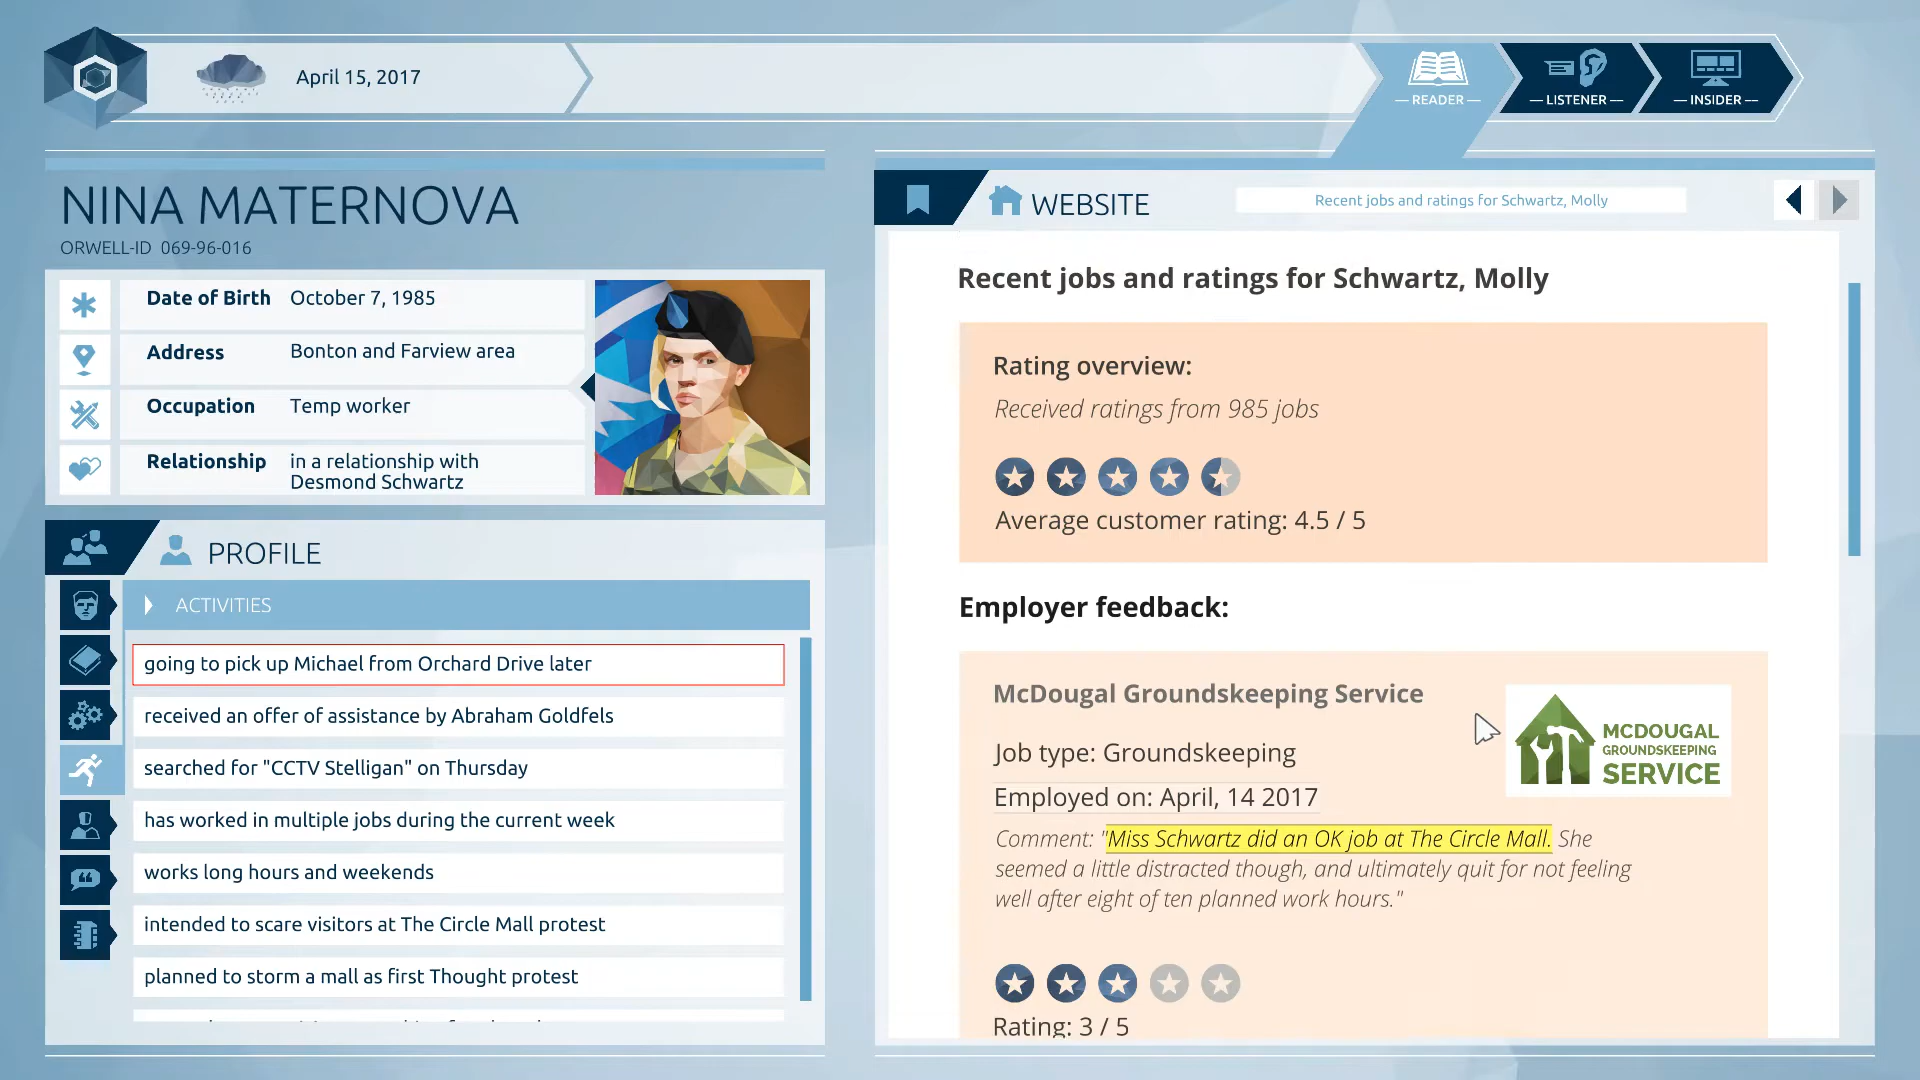 April 15, 2017
— READER —
— LISTENER —
— INSIDER —
NINA MATERNOVA
ORWELL-ID 069-96-016
Date of Birth October 7, 1985
Address Bonton and Farview area
Occupation Temp worker
Relationship in a relationship with
Desmond Schwartz
PROFILE
ACTIVITIES
going to pick up Michael from Orchard Drive later
received an offer of assistance by Abraham Goldfels
searched for "CCTV Stelligan" on Thursday
has worked in multiple jobs during the current week
works long hours and weekends
intended to scare visitors at The Circle Mall protest
planned to storm a mall as first Thought protest
WEBSITE
Recent jobs and ratings for Schwartz, Molly
Recent jobs and ratings for Schwartz, Molly
Rating overview:
Received ratings from 985 jobs
Average customer rating: 4.5 / 5
Employer feedback:
McDougal Groundskeeping Service
MCDOUGAL
GROUNDSKEEPING
SERVICE
Job type: Groundskeeping
Employed on: April, 14 2017
Comment: "Miss Schwartz did an OK job at The Circle Mall. She
seemed a little distracted though, and ultimately quit for not feeling
well after eight of ten planned work hours."
Rating: 3 / 5